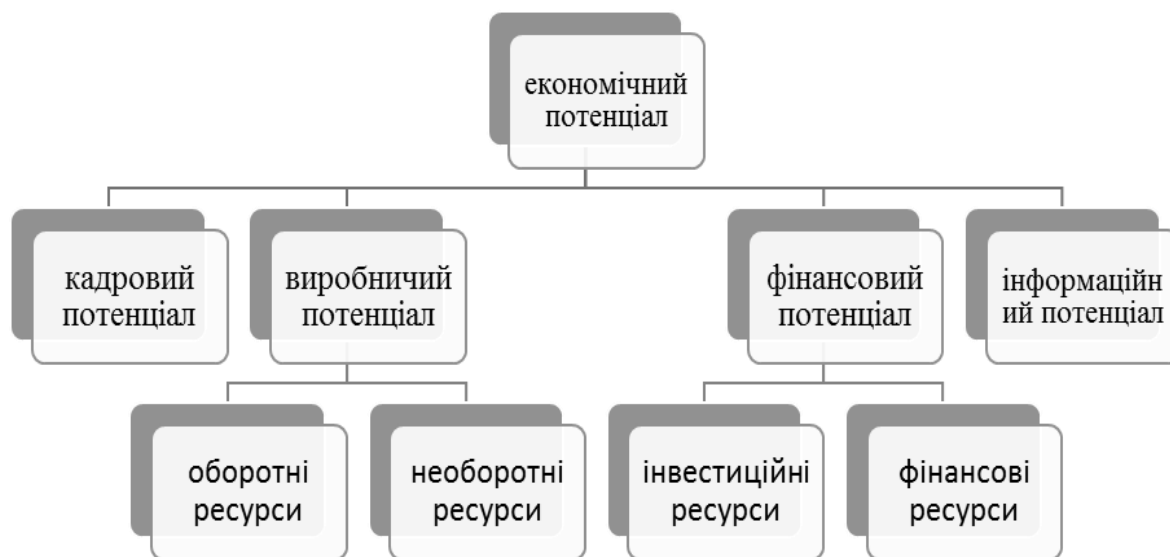 економічний
потенціал
кадровий
потенціал
виробничий
потенціал
фінансовий
потенціал
інформаційн
ий потенціал
оборотні
ресурси
необоротні
ресурси
інвестиційні
ресурси
фінансові
ресурси